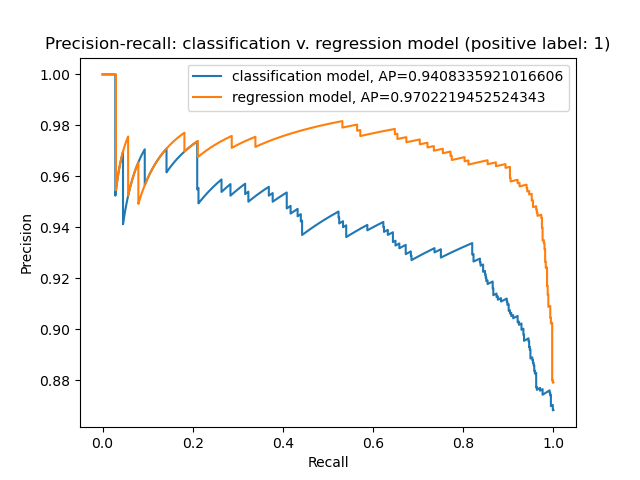 Precision-recall: classification v. regression model (positive label: 1)
classification model, AP=0.9408335921016606
regression model, AP=0.9702219452524343
1.00
0.98
0.96
0.94
0.92
0.90
0.88
Precision
0.0 0.2 0.4 0.6 0.8 1.0
Recall